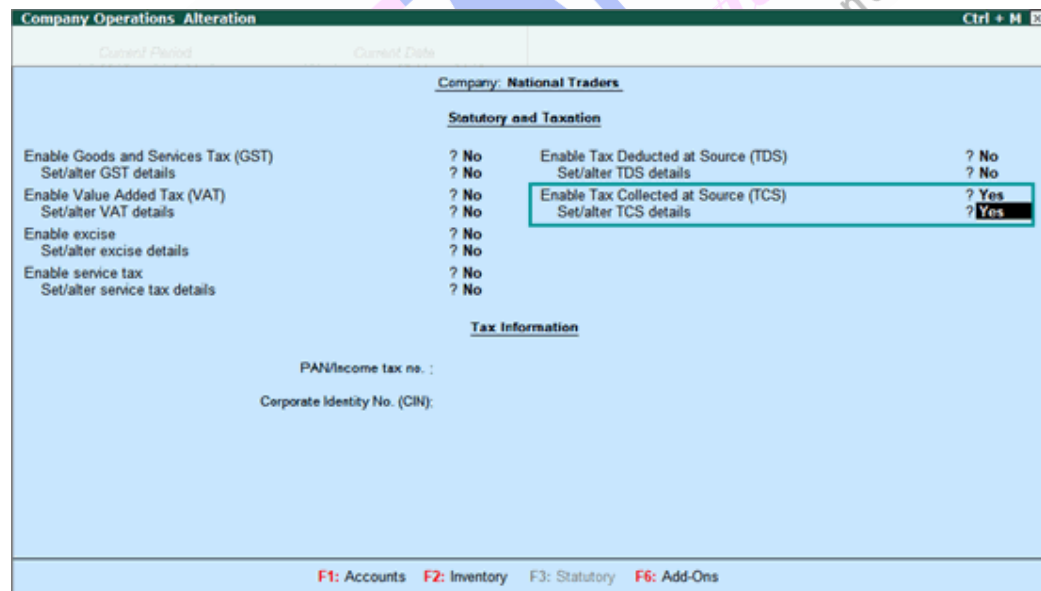 Company Operations Alteration Ctrl + M
Current Period Current Date
Company: National Traders
Statutory and Taxation
Enable Goods and Services Tax (GST) ? No Enable Tax Deducted at Source (TDS) ? No
Set/alter GST details ? No Set/alter TDS details ? No
Enable Value Added Tax (VAT) ? No Enable Tax Collected at Source (TCS) ? Yes
Set/alter VAT details ? No Set/alter TCS details ? Yes
Enable excise ? No
Set/alter excise details ? No
Enable service tax ? No
Set/alter service tax details ? No
Tax Information
PAN/Income tax no. :
Corporate Identity No. (CIN):
F1: Accounts F2: Inventory F3: Statutory F6: Add-Ons